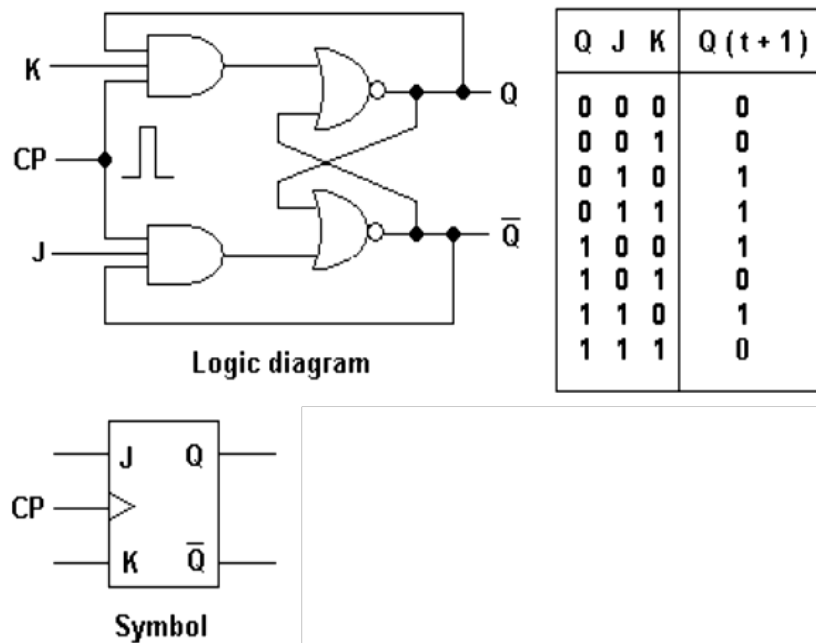 K
CP
J
Q
Q̅
Logic diagram
Q J K Q ( t + 1 )
0 0 0 0
0 0 1 0
0 1 0 1
0 1 1 1
1 0 0 1
1 0 1 0
1 1 0 1
1 1 1 0
J Q
CP
K Q̅
Symbol